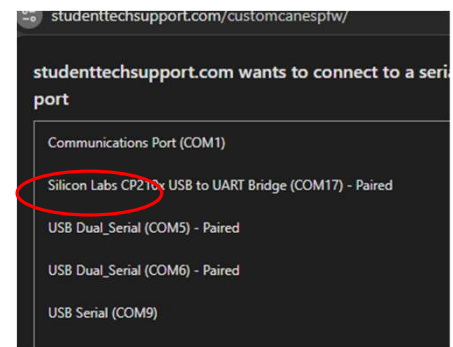 studenttechsupport.com/customcanespfw/
studenttechsupport.com wants to connect to a seri
port
Communications Port (COM1)
Silicon Labs CP210x USB to UART Bridge (COM17) - Paired
USB Dual_Serial (COM5) - Paired
USB Dual_Serial (COM6) - Paired
USB Serial (COM9)